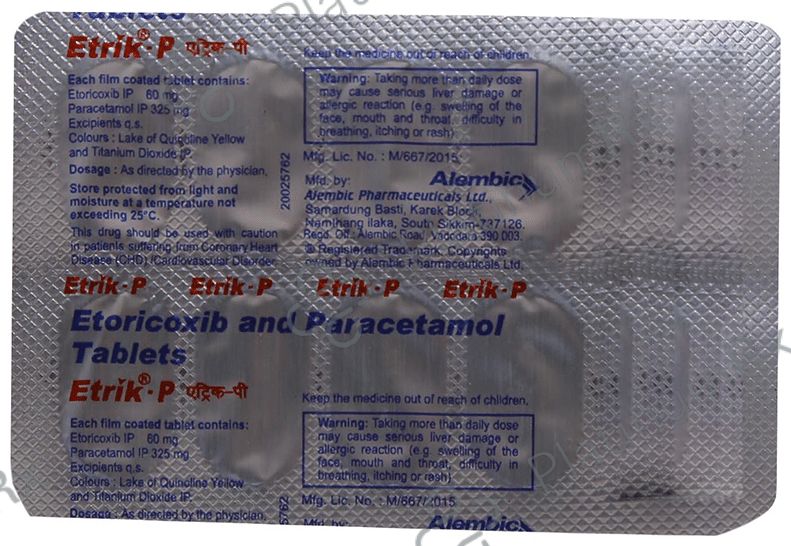 Tablets
Etrik®-P एट्रिक-पी
Keep the medicine out of reach of children.
Each film coated tablet contains:
Etoricoxib IP 60 mg
Paracetamol IP 325 mg
Excipients q.s.
Colours : Lake of Quinoline Yellow
and Titanium Dioxide IP.
Dosage : As directed by the physician.
Store protected from light and
moisture at a temperature not
exceeding 25°C.
This drug should be used with caution
in patients suffering from Coronary Heart
Disease (CHD) /Cardiovascular Disorder
20025762
Warning: Taking more than daily dose
may cause serious liver damage or
allergic reaction (e.g. swelling of the
face, mouth and throat, difficulty in
breathing, itching or rash)
Mfg. Lic. No. : M/667/2015
Mfd. by:
Alembic
Alembic Pharmaceuticals Ltd.,
Samardung Basti, Karek Block,
Namthang Ilaka, South Sikkim-737126.
Regd. Off.: Alembic Road, Vadodara 390 003.
® Registered Trademark. Copyrights
owned by Alembic Pharmaceuticals Ltd.
Etrik-P Etrik-P Etrik-P Etrik-P
Etoricoxib and Paracetamol
Tablets
Etrik®-P एट्रिक-पी
Keep the medicine out of reach of children.
Each film coated tablet contains:
Etoricoxib IP 60 mg
Paracetamol IP 325 mg
Excipients q.s.
Colours : Lake of Quinoline Yellow
and Titanium Dioxide IP.
Dosage : As directed by the physician.
25762
Warning: Taking more than daily dose
may cause serious liver damage or
allergic reaction (e.g. swelling of the
face, mouth and throat, difficulty in
breathing, itching or rash)
Mfg. Lic. No. : M/667/2015
Mfd. by:
Alembic